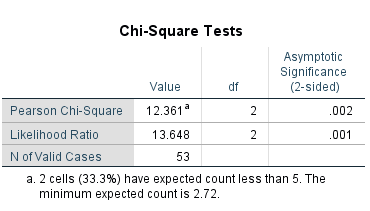 Chi-Square Tests
Value df Asymptotic Significance (2-sided)
Pearson Chi-Square 12.361a 2 .002
Likelihood Ratio 13.648 2 .001
N of Valid Cases 53
a. 2 cells (33.3%) have expected count less than 5. The
minimum expected count is 2.72.